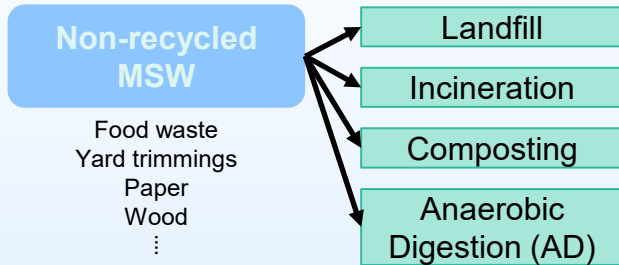 Non-recycled
MSW
Food waste
Yard trimmings
Paper
Wood
⁞
Landfill
Incineration
Composting
Anaerobic
Digestion (AD)